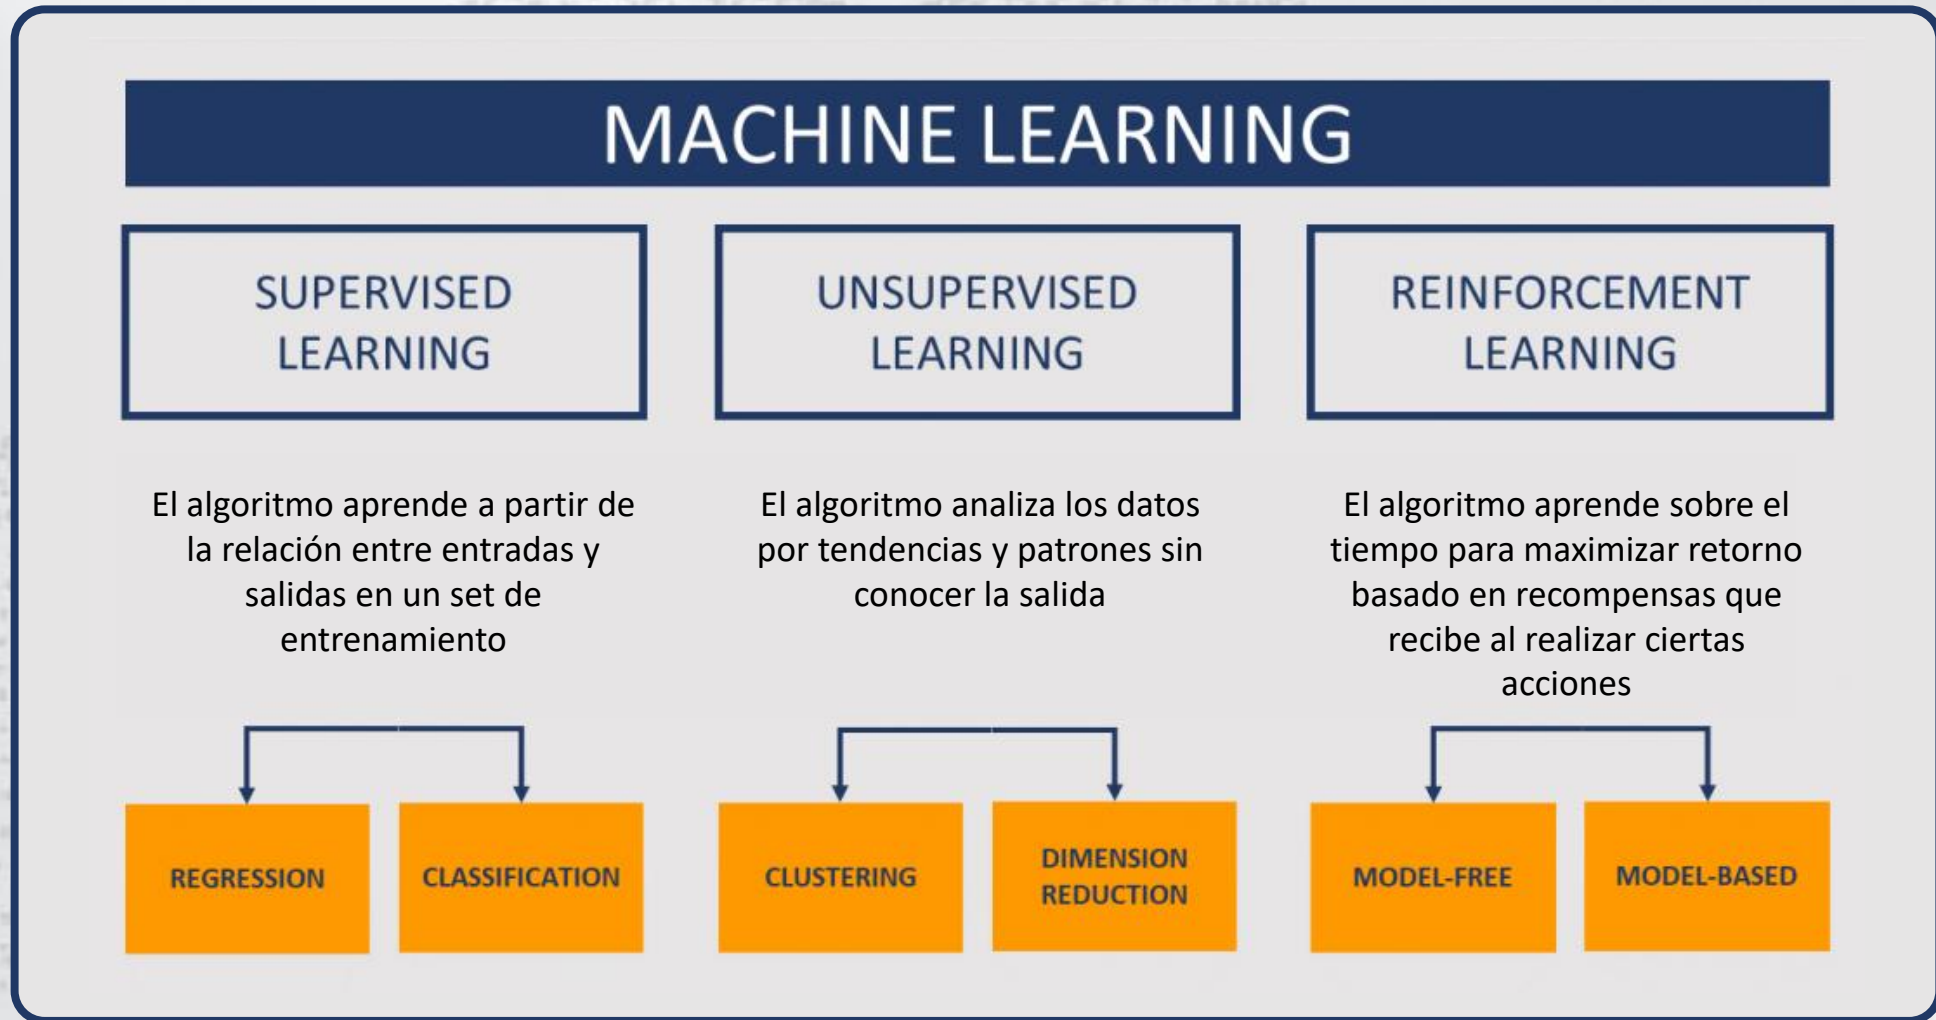 MACHINE LEARNING
SUPERVISED
LEARNING
UNSUPERVISED
LEARNING
REINFORCEMENT
LEARNING
El algoritmo aprende a partir de
la relación entre entradas y
salidas en un set de
entrenamiento
El algoritmo analiza los datos
por tendencias y patrones sin
conocer la salida
El algoritmo aprende sobre el
tiempo para maximizar retorno
basado en recompensas que
recibe al realizar ciertas
acciones
REGRESSION
CLASSIFICATION
CLUSTERING
DIMENSION
REDUCTION
MODEL-FREE
MODEL-BASED